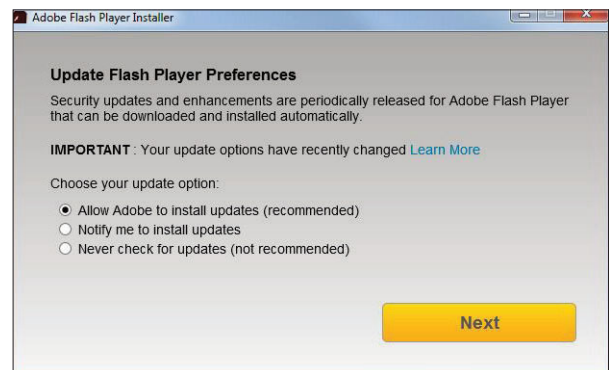 Adobe Flash Player Installer
Update Flash Player Preferences
Security updates and enhancements are periodically released for Adobe Flash Player
that can be downloaded and installed automatically.
IMPORTANT : Your update options have recently changed Learn More
Choose your update option:
Allow Adobe to install updates (recommended)
Notify me to install updates
Never check for updates (not recommended)
Next